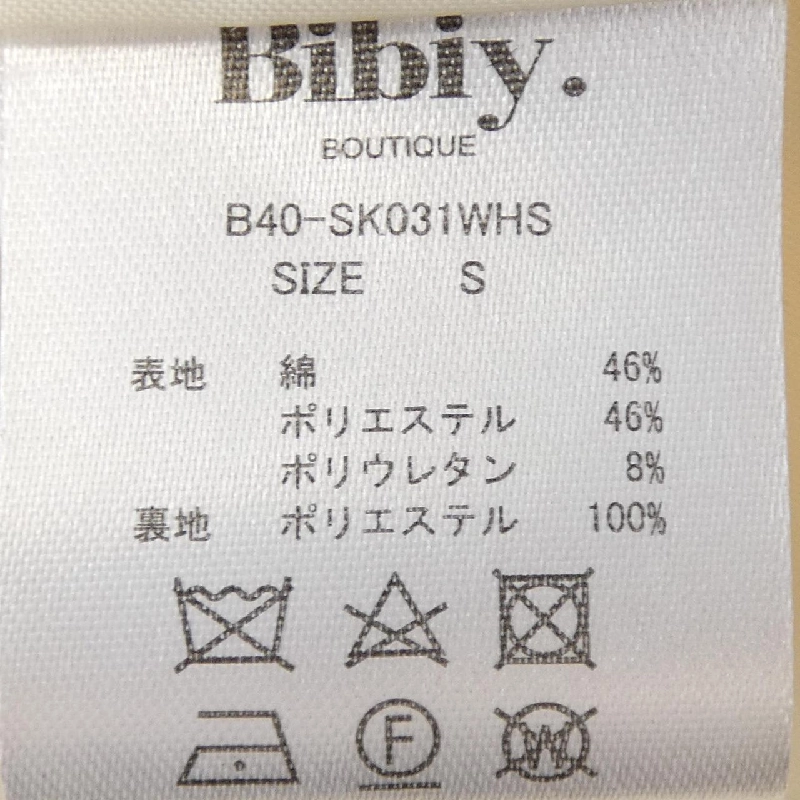 Bibiy.
BOUTIQUE
B40-SK031WHS
SIZE S
表地 綿 46%
ポリエステル 46%
ポリウレタン 8%
裏地 ポリエステル 100%
F W